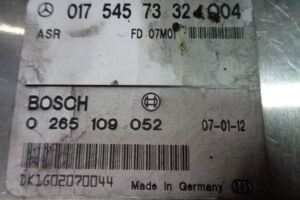 017 545 73 32 Q04
ASR FD 07M01
BOSCH
0 265 109 052 07-01-12
DK1602070044 Made in Germany